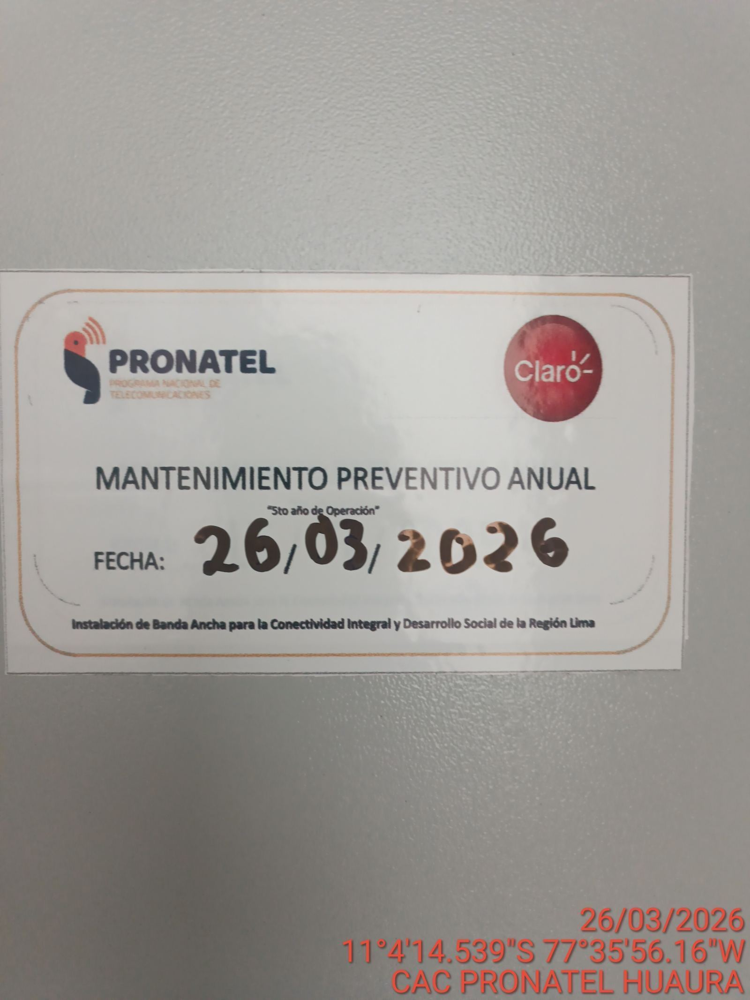 PRONATEL
PROGRAMA NACIONAL DE
TELECOMUNICACIONES
Claro
MANTENIMIENTO PREVENTIVO ANUAL
"5to año de Operación"
FECHA: 26/03/2026
Instalación de Banda Ancha para la Conectividad Integral y Desarrollo Social de la Región Lima
26/03/2026
11°4'14.539"S 77°35'56.16"W
CAC PRONATEL HUAURA